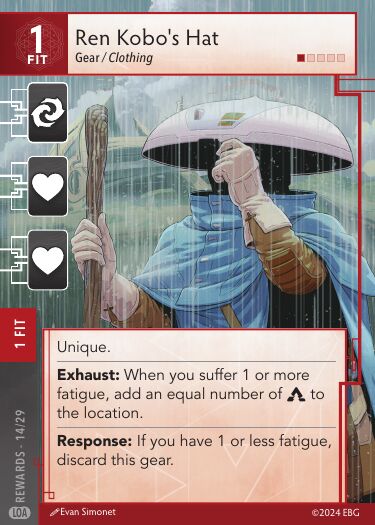 1
FIT
Ren Kobo's Hat
Gear / Clothing
1 FIT
Unique.
Exhaust: When you suffer 1 or more
fatigue, add an equal number of to
the location.
Response: If you have 1 or less fatigue,
discard this gear.
REWARDS - 14/29
LOA
Evan Simonet
©2024 EBG